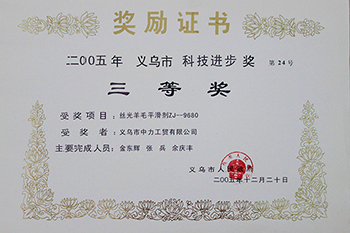 奖励证书
二00五年 义乌市 科技进步奖 第24号
三等奖
受奖项目：丝光羊毛平滑剂ZJ--9680
受奖者：义乌市中力工贸有限公司
主要完成人员：金东辉 张兵 余庆丰
义乌市人民政府
二00五年十二月二十日